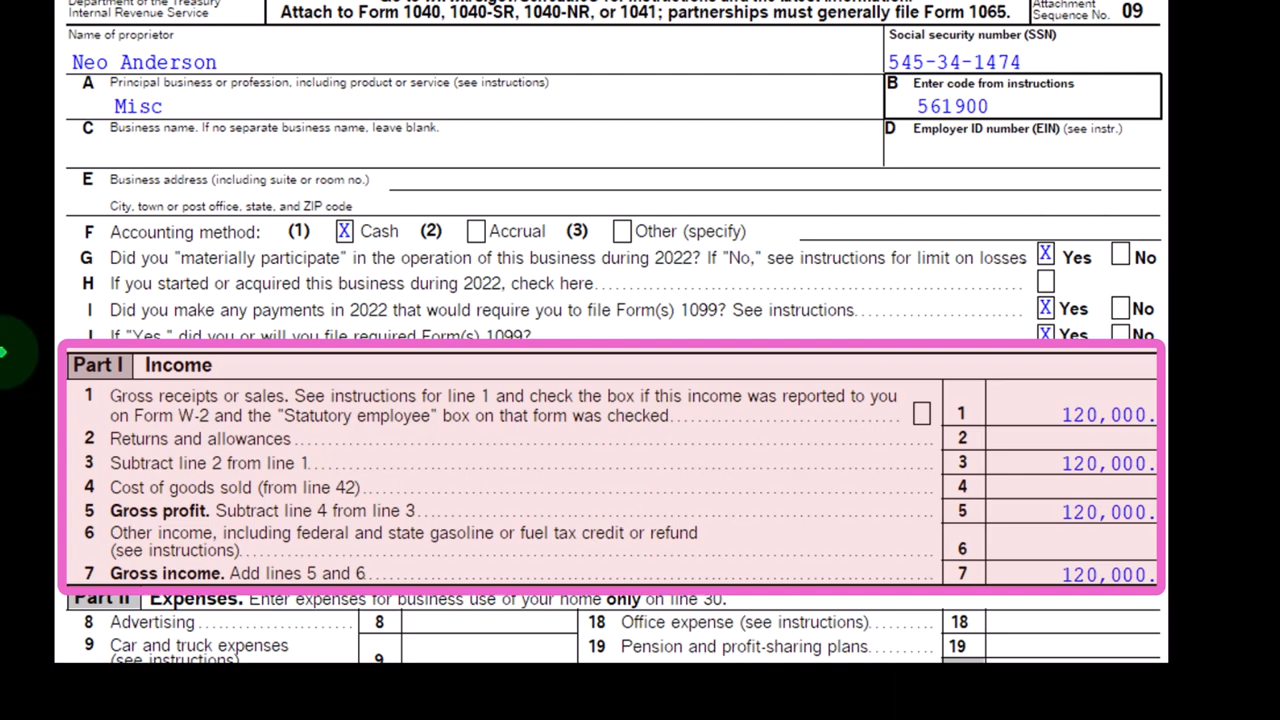 Department of the Treasury
Internal Revenue Service
Attach to Form 1040, 1040-SR, 1040-NR, or 1041; partnerships must generally file Form 1065.
Attachment
Sequence No. 09
Name of proprietor
Social security number (SSN)
Neo Anderson
545-34-1474
A Principal business or profession, including product or service (see instructions)
B Enter code from instructions
Misc
561900
C Business name. If no separate business name, leave blank.
D Employer ID number (EIN) (see instr.)
E Business address (including suite or room no.)
City, town or post office, state, and ZIP code
F Accounting method: (1) X Cash (2) Accrual (3) Other (specify)
G Did you "materially participate" in the operation of this business during 2022? If "No," see instructions for limit on losses X Yes No
H If you started or acquired this business during 2022, check here
I Did you make any payments in 2022 that would require you to file Form(s) 1099? See instructions. X Yes No
J If "Yes," did you or will you file required Form(s) 1099? X Yes No
Part I Income
1 Gross receipts or sales. See instructions for line 1 and check the box if this income was reported to you
on Form W-2 and the "Statutory employee" box on that form was checked 1 120,000.
2 Returns and allowances 2
3 Subtract line 2 from line 1 3 120,000.
4 Cost of goods sold (from line 42) 4
5 Gross profit. Subtract line 4 from line 3 5 120,000.
6 Other income, including federal and state gasoline or fuel tax credit or refund
(see instructions) 6
7 Gross income. Add lines 5 and 6 7 120,000.
Part II Expenses. Enter expenses for business use of your home only on line 30.
8 Advertising 8
18 Office expense (see instructions) 18
9 Car and truck expenses
(see instructions) 9
19 Pension and profit-sharing plans 19